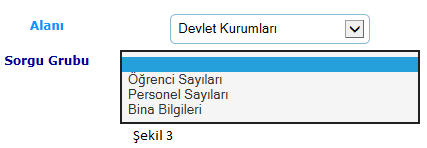 Alanı Devlet Kurumları
Sorgu Grubu
Öğrenci Sayıları
Personel Sayıları
Bina Bilgileri
Şekil 3